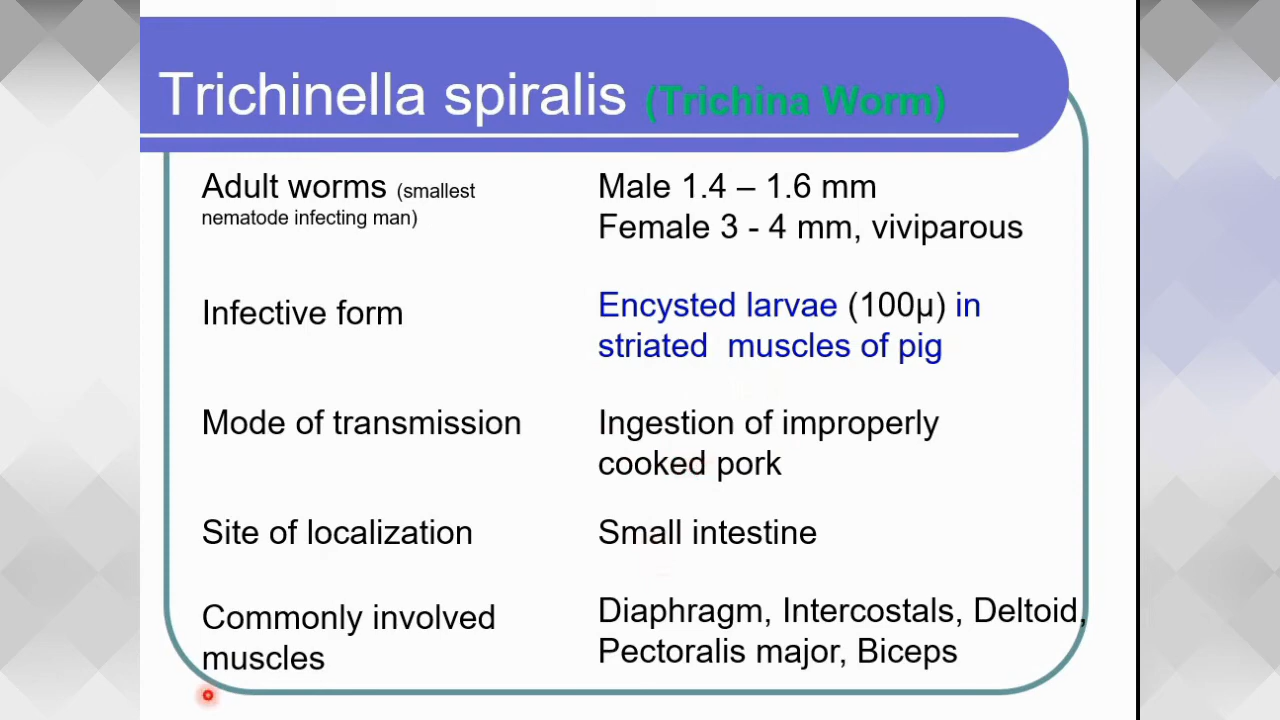 Trichinella spiralis (Trichina Worm)
Adult worms (smallest
nematode infecting man)
Male 1.4 – 1.6 mm
Female 3 - 4 mm, viviparous
Infective form
Encysted larvae (100µ) in
striated muscles of pig
Mode of transmission
Ingestion of improperly
cooked pork
Site of localization
Small intestine
Commonly involved
muscles
Diaphragm, Intercostals, Deltoid,
Pectoralis major, Biceps